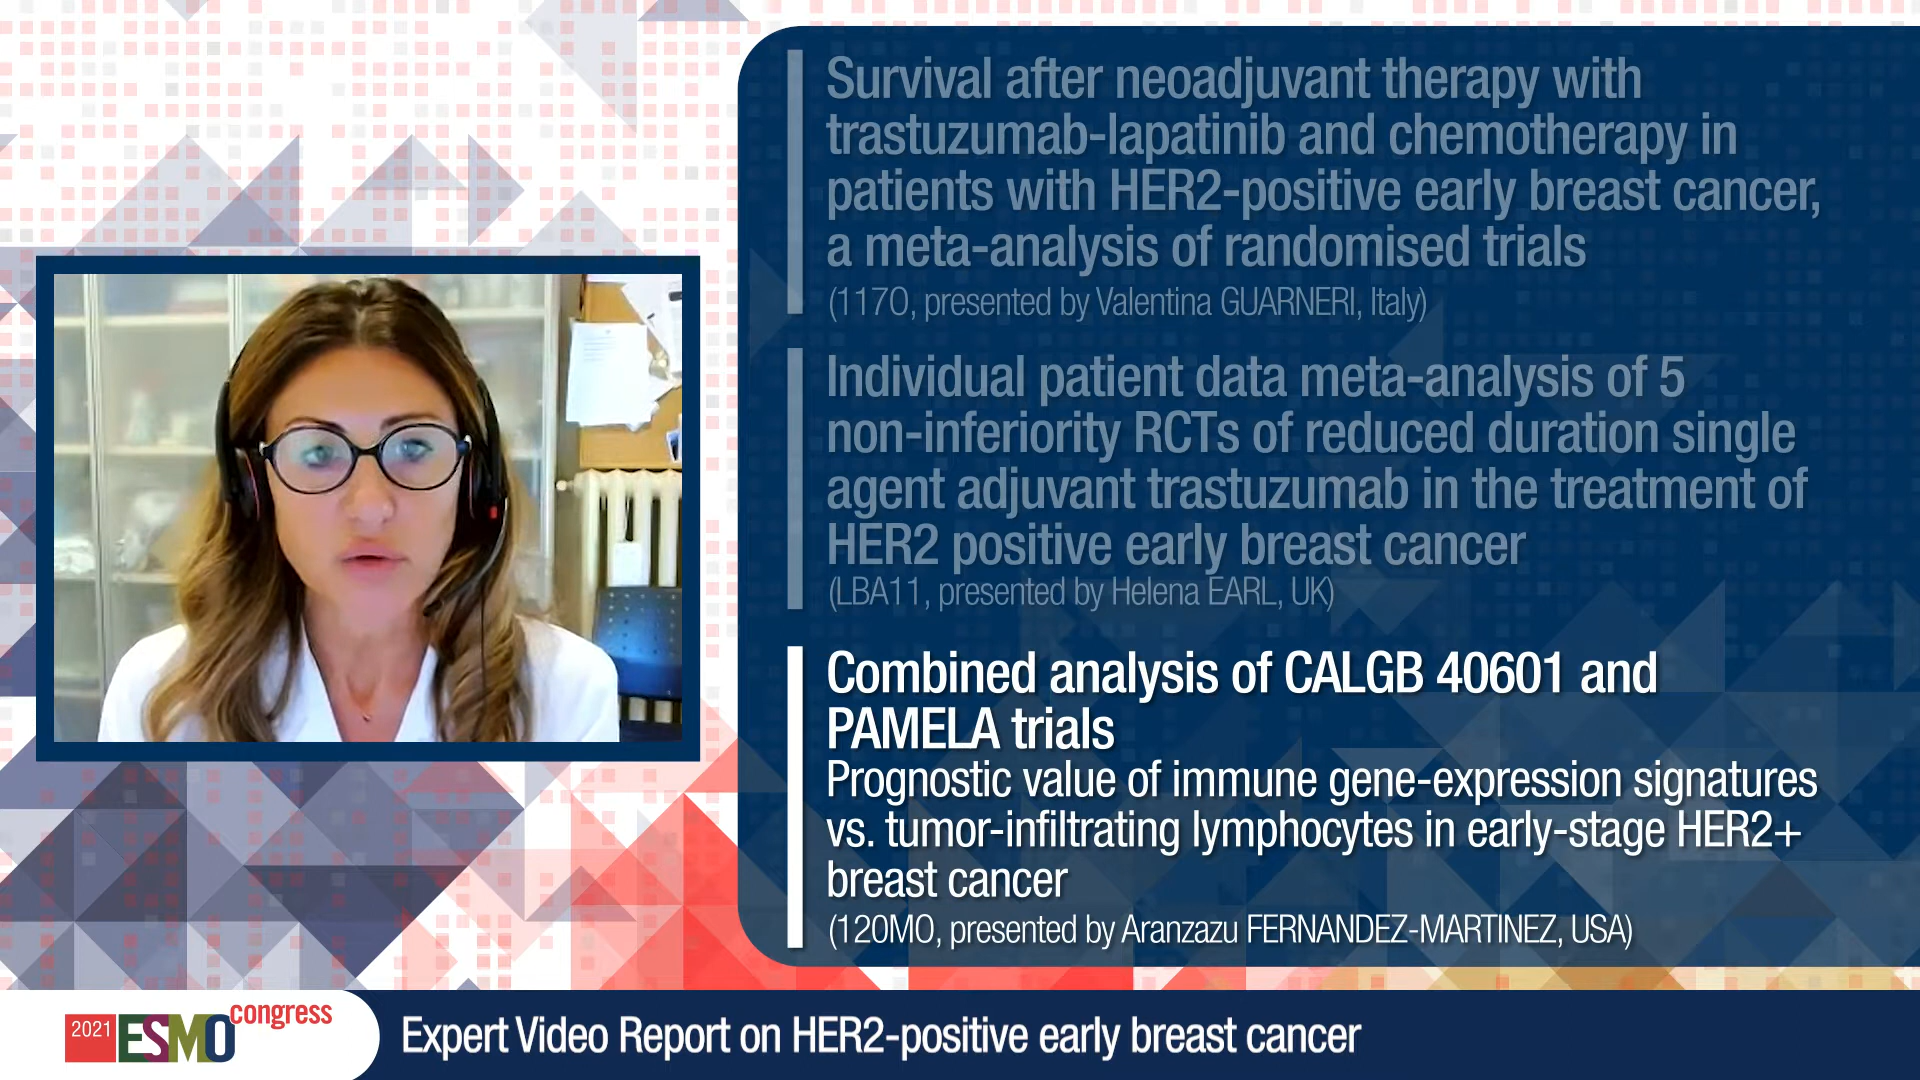 Survival after neoadjuvant therapy with
trastuzumab-lapatinib and chemotherapy in
patients with HER2-positive early breast cancer,
a meta-analysis of randomised trials
(117O, presented by Valentina GUARNERI, Italy)
Individual patient data meta-analysis of 5
non-inferiority RCTs of reduced duration single
agent adjuvant trastuzumab in the treatment of
HER2 positive early breast cancer
(LBA11, presented by Helena EARL, UK)
Combined analysis of CALGB 40601 and
PAMELA trials
Prognostic value of immune gene-expression signatures
vs. tumor-infiltrating lymphocytes in early-stage HER2+
breast cancer
(120MO, presented by Aranzazu FERNANDEZ-MARTINEZ, USA)
2021 ESMO congress
Expert Video Report on HER2-positive early breast cancer